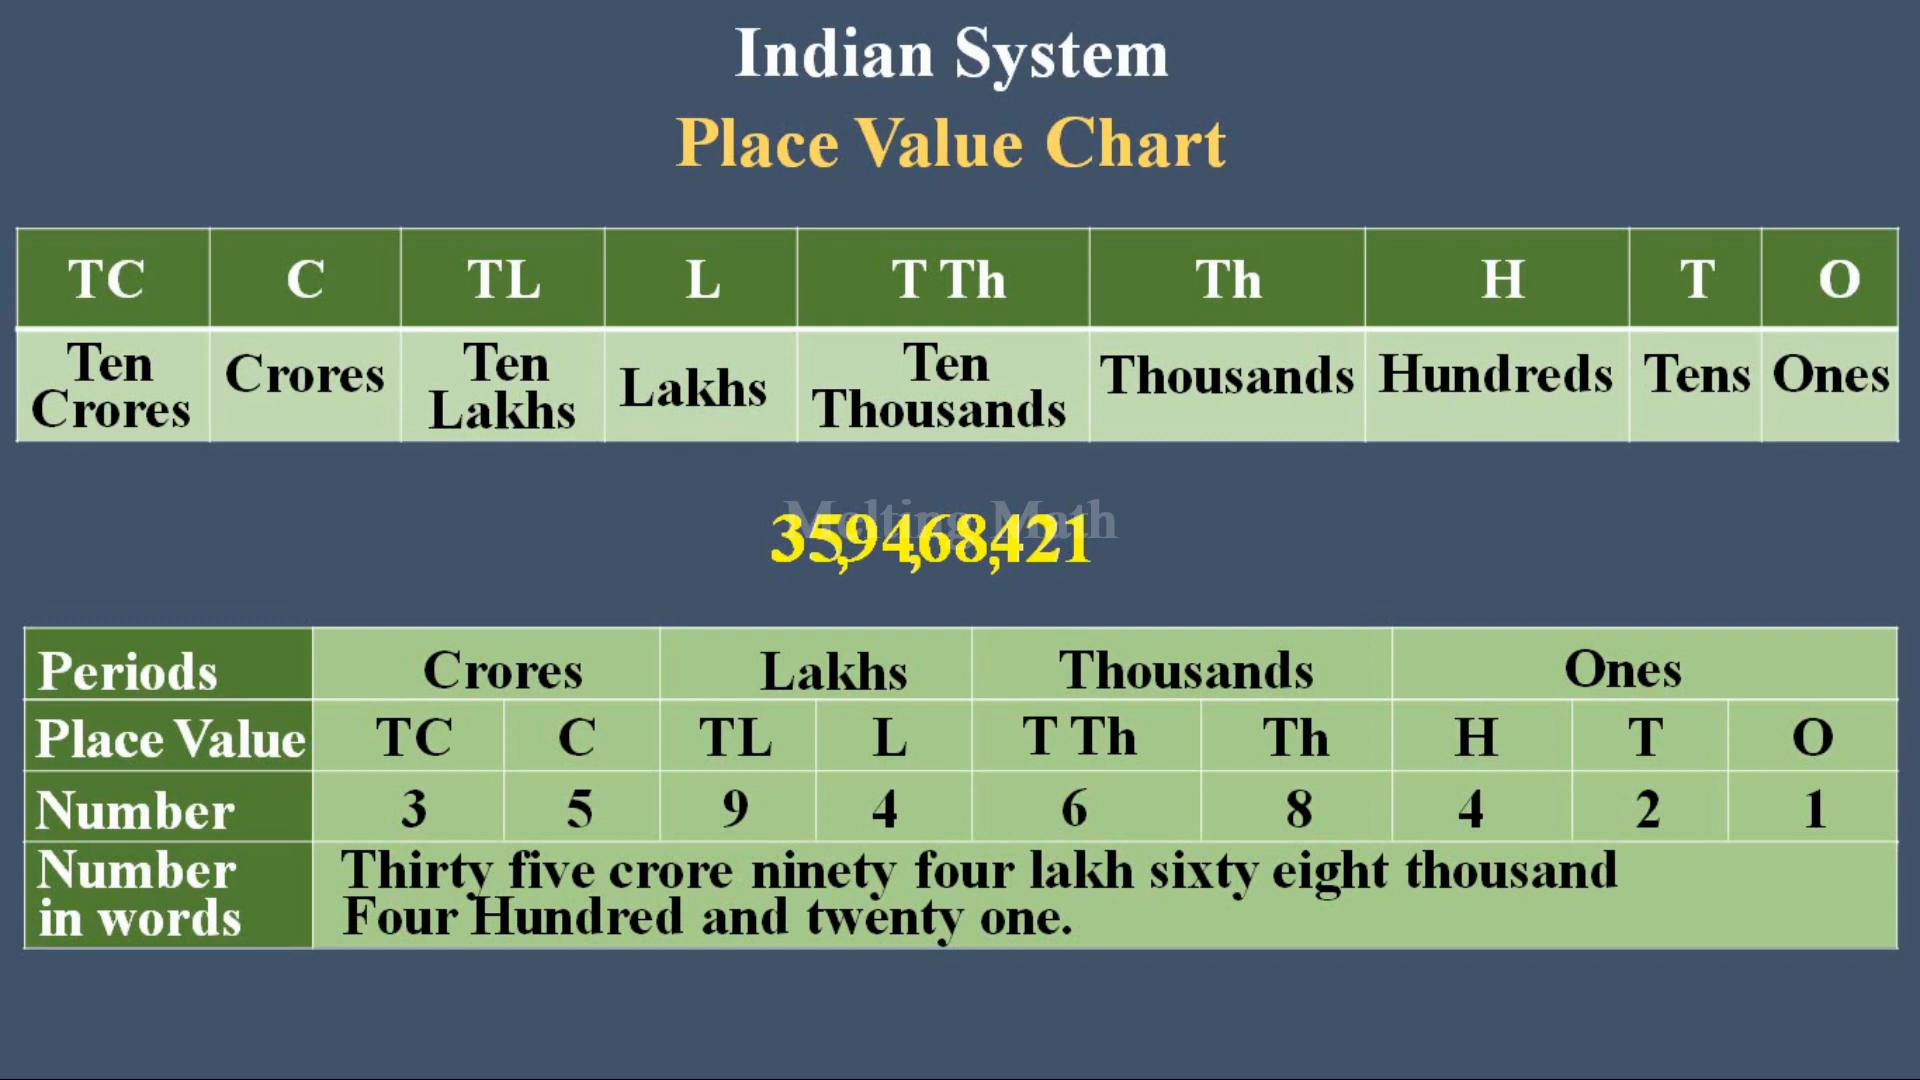 Indian System
Place Value Chart
TC C TL L T Th Th H T O
Ten Crores Crores Ten Lakhs Lakhs Ten Thousands Thousands Hundreds Tens Ones
Melting Math
35,94,68,421
Periods Crores Lakhs Thousands Ones
Place Value TC C TL L T Th Th H T O
Number 3 5 9 4 6 8 4 2 1
Number in words Thirty five crore ninety four lakh sixty eight thousand
Four Hundred and twenty one.